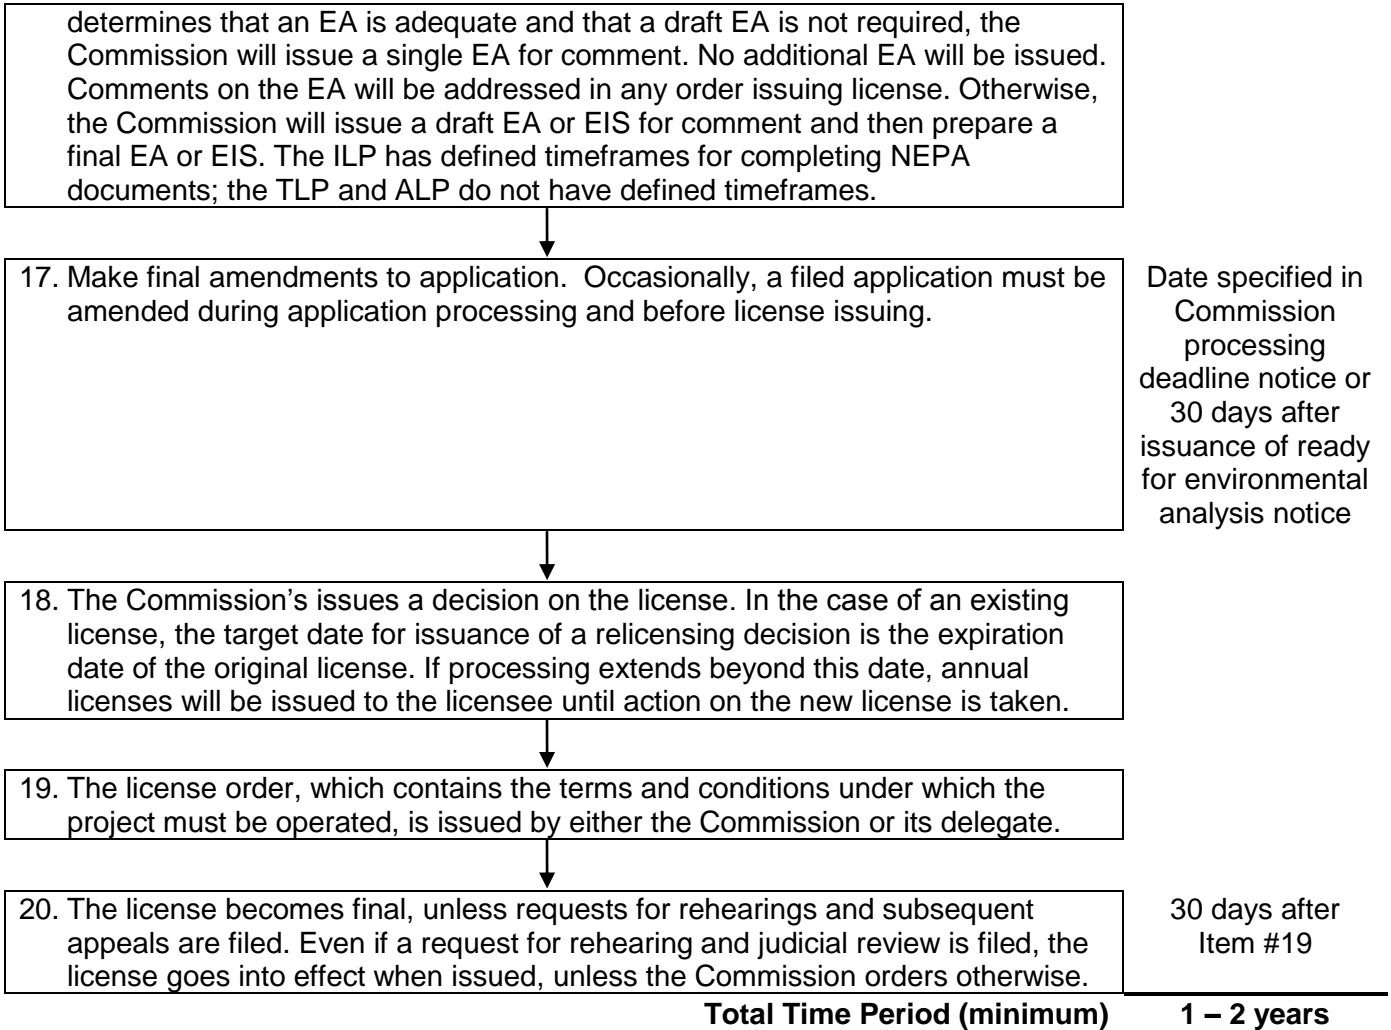 determines that an EA is adequate and that a draft EA is not required, the
Commission will issue a single EA for comment. No additional EA will be issued.
Comments on the EA will be addressed in any order issuing license. Otherwise,
the Commission will issue a draft EA or EIS for comment and then prepare a
final EA or EIS. The ILP has defined timeframes for completing NEPA
documents; the TLP and ALP do not have defined timeframes.
17. Make final amendments to application.  Occasionally, a filed application must be
amended during application processing and before license issuing.
Date specified in
Commission
processing
deadline notice or
30 days after
issuance of ready
for environmental
analysis notice
18. The Commission’s issues a decision on the license. In the case of an existing
license, the target date for issuance of a relicensing decision is the expiration
date of the original license. If processing extends beyond this date, annual
licenses will be issued to the licensee until action on the new license is taken.
19. The license order, which contains the terms and conditions under which the
project must be operated, is issued by either the Commission or its delegate.
20. The license becomes final, unless requests for rehearings and subsequent
appeals are filed. Even if a request for rehearing and judicial review is filed, the
license goes into effect when issued, unless the Commission orders otherwise.
30 days after
Item #19
Total Time Period (minimum) 1 – 2 years